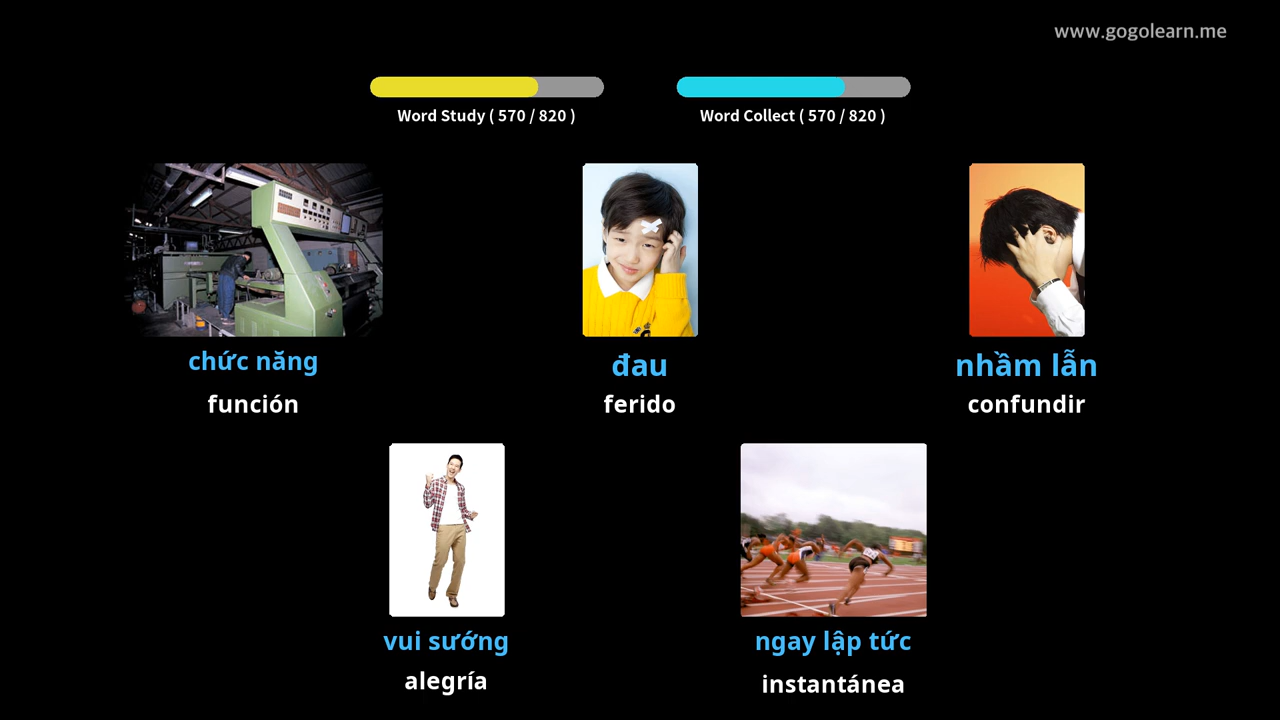 www.gogolearn.me
Word Study ( 570 / 820 )
Word Collect ( 570 / 820 )
chức năng
función
đau
ferido
nhầm lẫn
confundir
vui sướng
alegría
ngay lập tức
instantánea